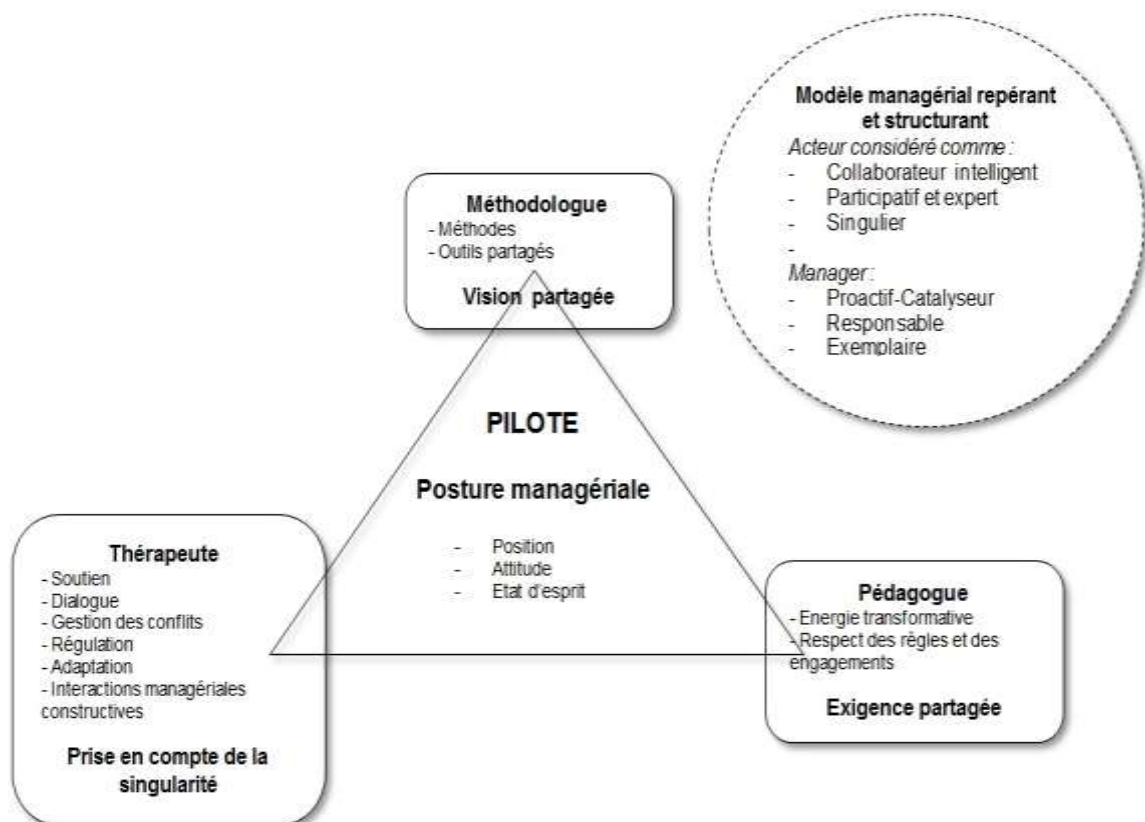 Modèle managérial repérant
et structurant
Acteur considéré comme :
- Collaborateur intelligent
- Participatif et expert
- Singulier
-
Manager :
- Proactif-Catalyseur
- Responsable
- Exemplaire
Méthodologue
- Méthodes
- Outils partagés
Vision partagée
PILOTE
Posture managériale
- Position
- Attitude
- Etat d'esprit
Thérapeute
- Soutien
- Dialogue
- Gestion des conflits
- Régulation
- Adaptation
- Interactions managériales
constructives
Prise en compte de la
singularité
Pédagogue
- Energie transformative
- Respect des règles et des
engagements
Exigence partagée